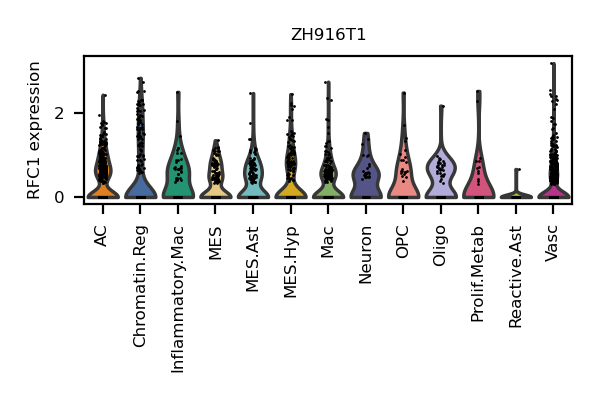 ZH916T1
RFC1 expression
2
0
AC
Chromatin.Reg
Inflammatory.Mac
MES
MES.Ast
MES.Hyp
Mac
Neuron
OPC
Oligo
Prolif.Metab
Reactive.Ast
Vasc